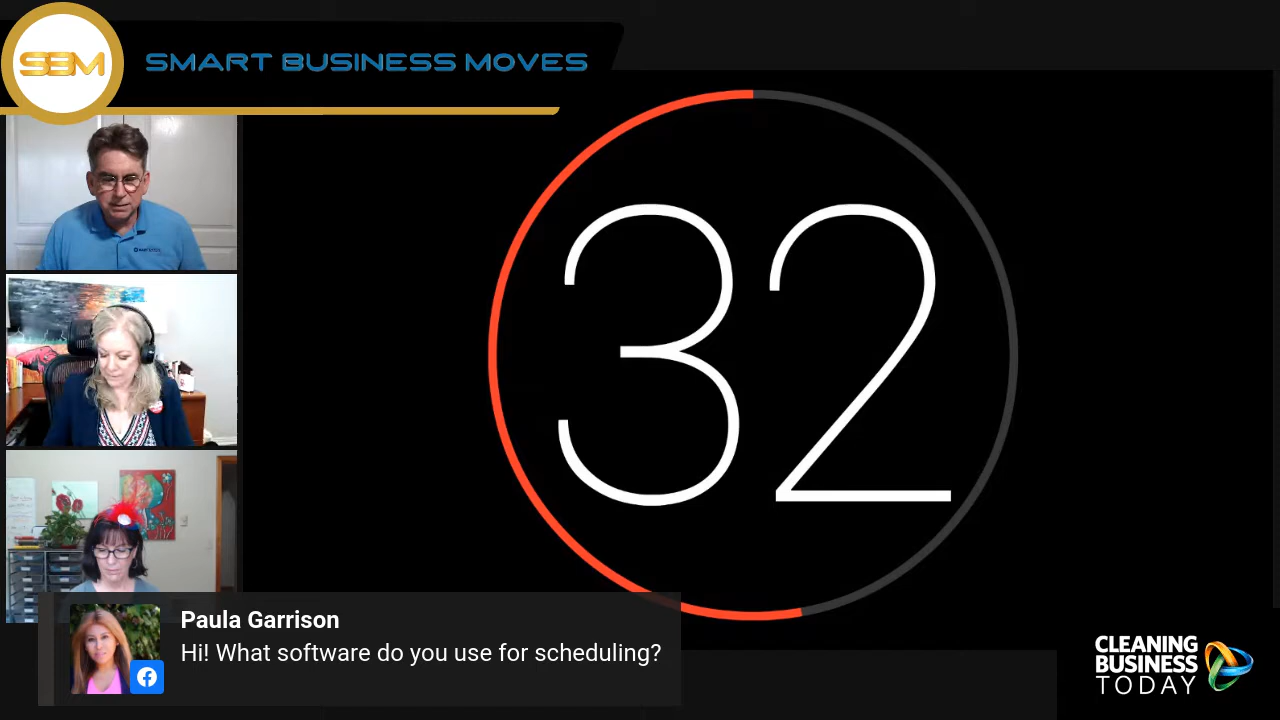 SBM
SMART BUSINESS MOVES
32
Paula Garrison
Hi! What software do you use for scheduling?
CLEANING
BUSINESS
TODAY